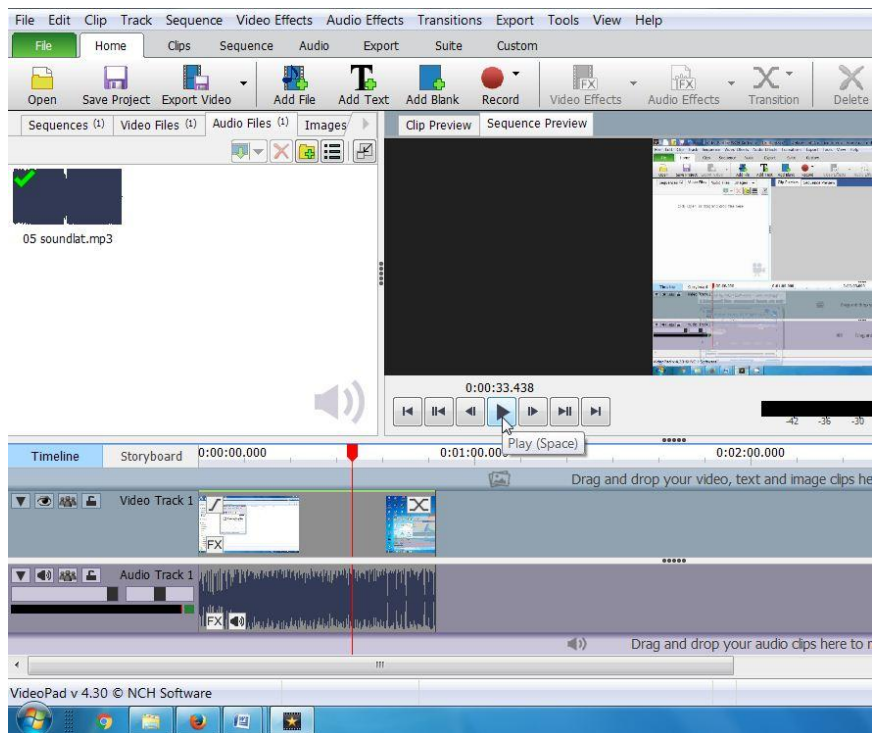 File Edit Clip Track Sequence Video Effects Audio Effects Transitions Export Tools View Help
File Home Clips Sequence Audio Export Suite Custom
Open Save Project Export Video Add File Add Text Add Blank Record Video Effects Audio Effects Transition Delete
Sequences (1) Video Files (1) Audio Files (1) Images Clip Preview Sequence Preview
05 soundlat.mp3
0:00:33.438
-42 -36 -30
Play (Space)
Timeline Storyboard 0:00:00.000 0:01:00.000 0:02:00.000
Drag and drop your video, text and image clips he
Video Track 1
FX
Audio Track 1
FX
Drag and drop your audio clips here to
VideoPad v 4.30 © NCH Software